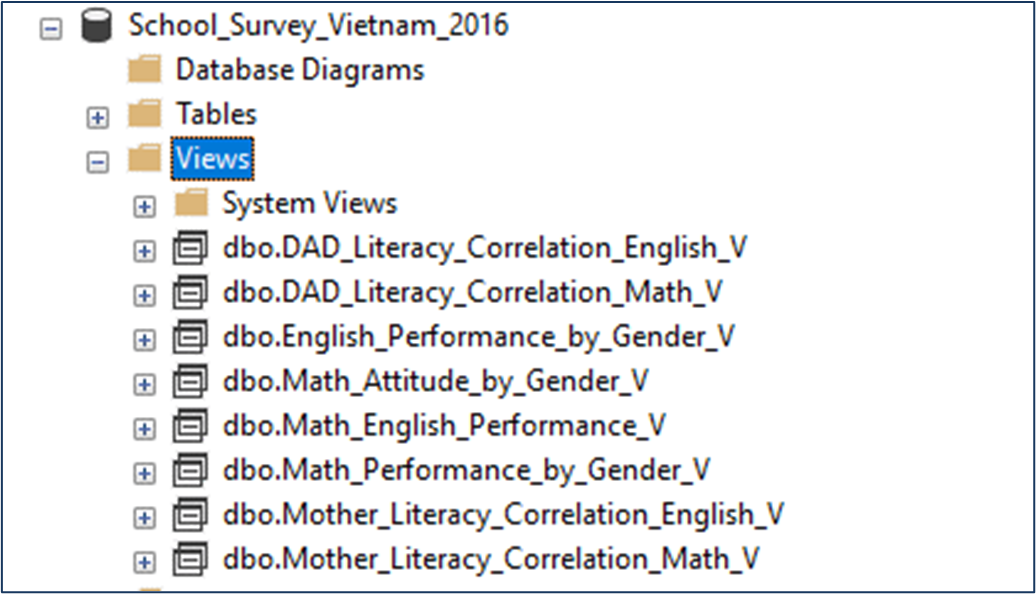 School_Survey_Vietnam_2016
Database Diagrams
Tables
Views
System Views
dbo.DAD_Literacy_Correlation_English_V
dbo.DAD_Literacy_Correlation_Math_V
dbo.English_Performance_by_Gender_V
dbo.Math_Attitude_by_Gender_V
dbo.Math_English_Performance_V
dbo.Math_Performance_by_Gender_V
dbo.Mother_Literacy_Correlation_English_V
dbo.Mother_Literacy_Correlation_Math_V